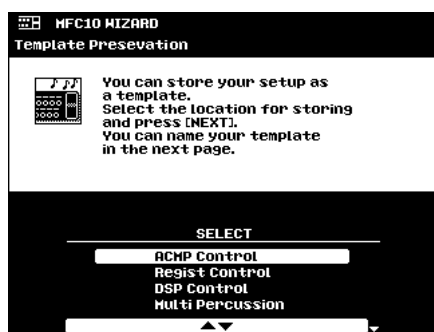 MFC10 WIZARD
Template Presevation
You can store your setup as
a template.
Select the location for storing
and press [NEXT].
You can name your template
in the next page.
SELECT
ACMP Control
Regist Control
DSP Control
Multi Percussion